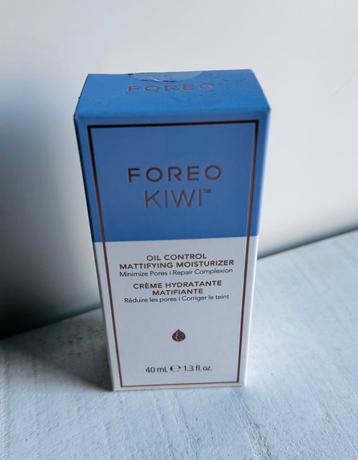 FOREO
FOREO
KIWI™
OIL CONTROL
MATTIFYING MOISTURIZER
Minimize Pores | Repair Complexion
CRÈME HYDRATANTE
MATIFIANTE
Réduire les pores | Corriger le teint
40 mL ℮ 1.3 fl. oz.